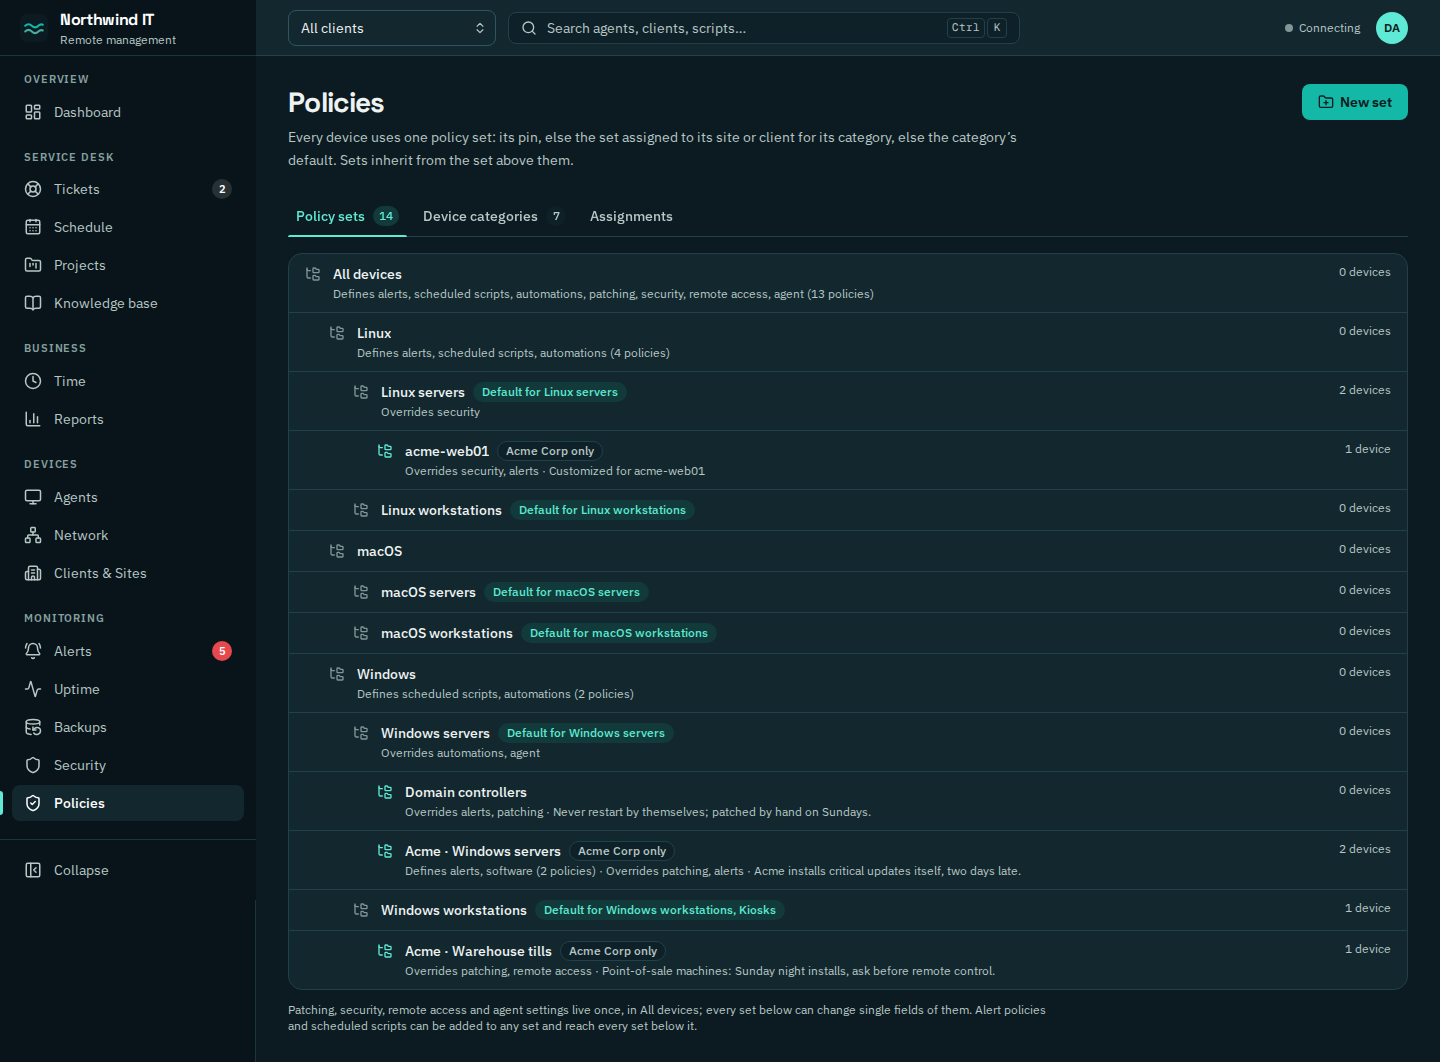 Northwind IT
Remote management
All clients
Search agents, clients, scripts...
Ctrl K
Connecting
DA
OVERVIEW
Dashboard
SERVICE DESK
Tickets 2
Schedule
Projects
Knowledge base
BUSINESS
Time
Reports
DEVICES
Agents
Network
Clients & Sites
MONITORING
Alerts 5
Uptime
Backups
Security
Policies
Collapse
Policies
New set
Every device uses one policy set: its pin, else the set assigned to its site or client for its category, else the category’s
default. Sets inherit from the set above them.
Policy sets 14 Device categories 7 Assignments
All devices 0 devices
Defines alerts, scheduled scripts, automations, patching, security, remote access, agent (13 policies)
Linux 0 devices
Defines alerts, scheduled scripts, automations (4 policies)
Linux servers Default for Linux servers 2 devices
Overrides security
acme-web01 Acme Corp only 1 device
Overrides security, alerts · Customized for acme-web01
Linux workstations Default for Linux workstations 0 devices
macOS 0 devices
macOS servers Default for macOS servers 0 devices
macOS workstations Default for macOS workstations 0 devices
Windows 0 devices
Defines scheduled scripts, automations (2 policies)
Windows servers Default for Windows servers 0 devices
Overrides automations, agent
Domain controllers 0 devices
Overrides alerts, patching · Never restart by themselves; patched by hand on Sundays.
Acme · Windows servers Acme Corp only 2 devices
Defines alerts, software (2 policies) · Overrides patching, alerts · Acme installs critical updates itself, two days late.
Windows workstations Default for Windows workstations, Kiosks 1 device
Acme · Warehouse tills Acme Corp only 1 device
Overrides patching, remote access · Point-of-sale machines: Sunday night installs, ask before remote control.
Patching, security, remote access and agent settings live once, in All devices; every set below can change single fields of them. Alert policies
and scheduled scripts can be added to any set and reach every set below it.